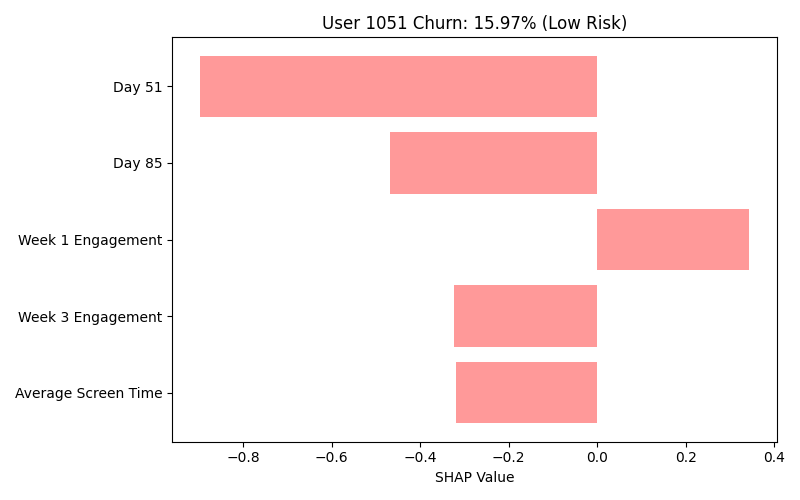 User 1051 Churn: 15.97% (Low Risk)
Day 51
Day 85
Week 1 Engagement
Week 3 Engagement
Average Screen Time
−0.8 −0.6 −0.4 −0.2 0.0 0.2 0.4
SHAP Value